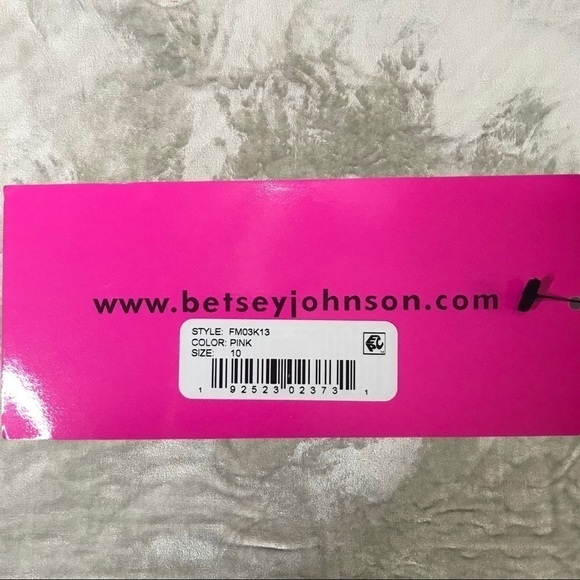 www.betseyjohnson.com
STYLE: FM03K13
COLOR: PINK
SIZE: 10
1 92523 02373 1